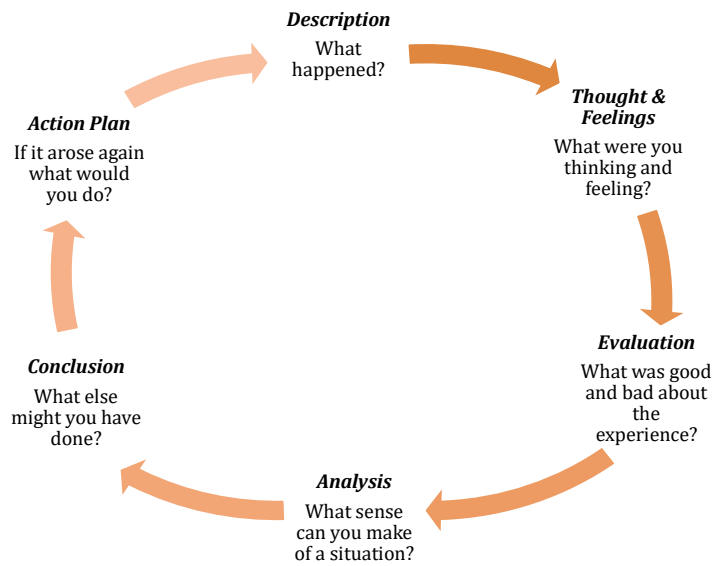 Description
What
happened?
Thought &
Feelings
What were you
thinking and
feeling?
Evaluation
What was good
and bad about
the
experience?
Analysis
What sense
can you make
of a situation?
Conclusion
What else
might you have
done?
Action Plan
If it arose again
what would
you do?